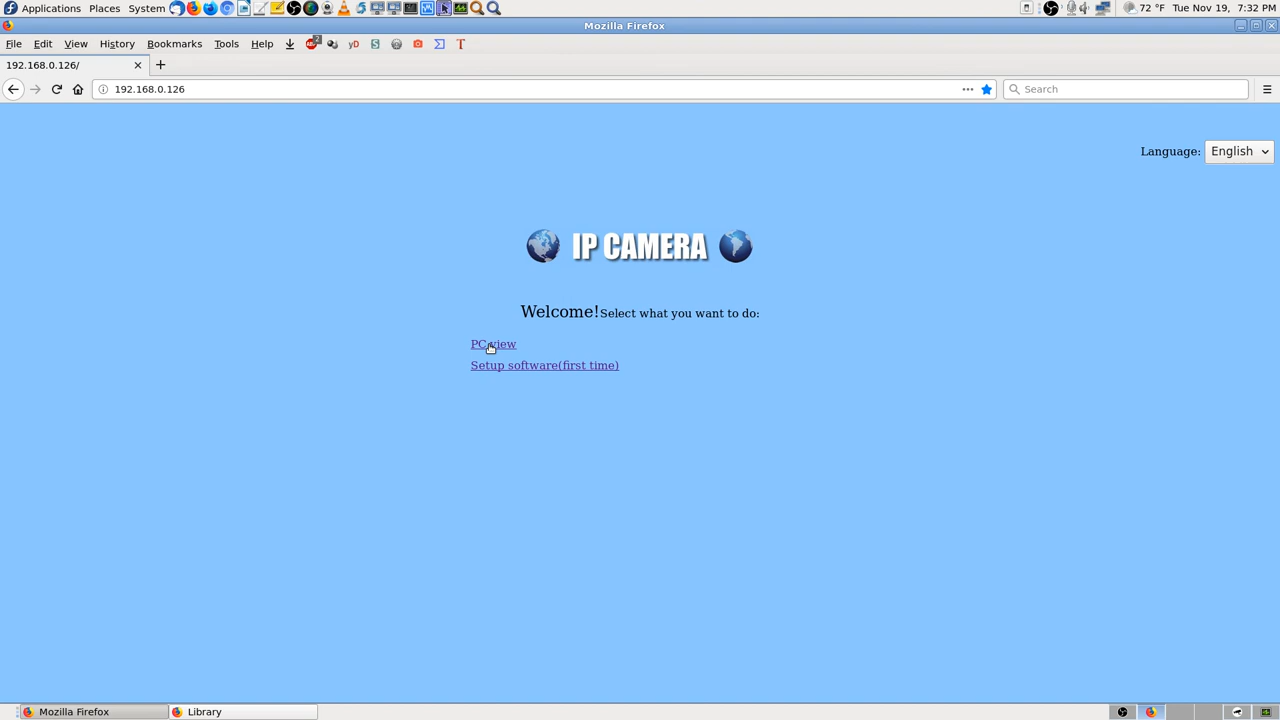 Applications Places System 72 °F Tue Nov 19, 7:32 PM
Mozilla Firefox
File Edit View History Bookmarks Tools Help 2 yD S T
192.168.0.126/
192.168.0.126 Search
Language: English
IP CAMERA
Welcome!Select what you want to do:
PC view
Setup software(first time)
Mozilla Firefox Library